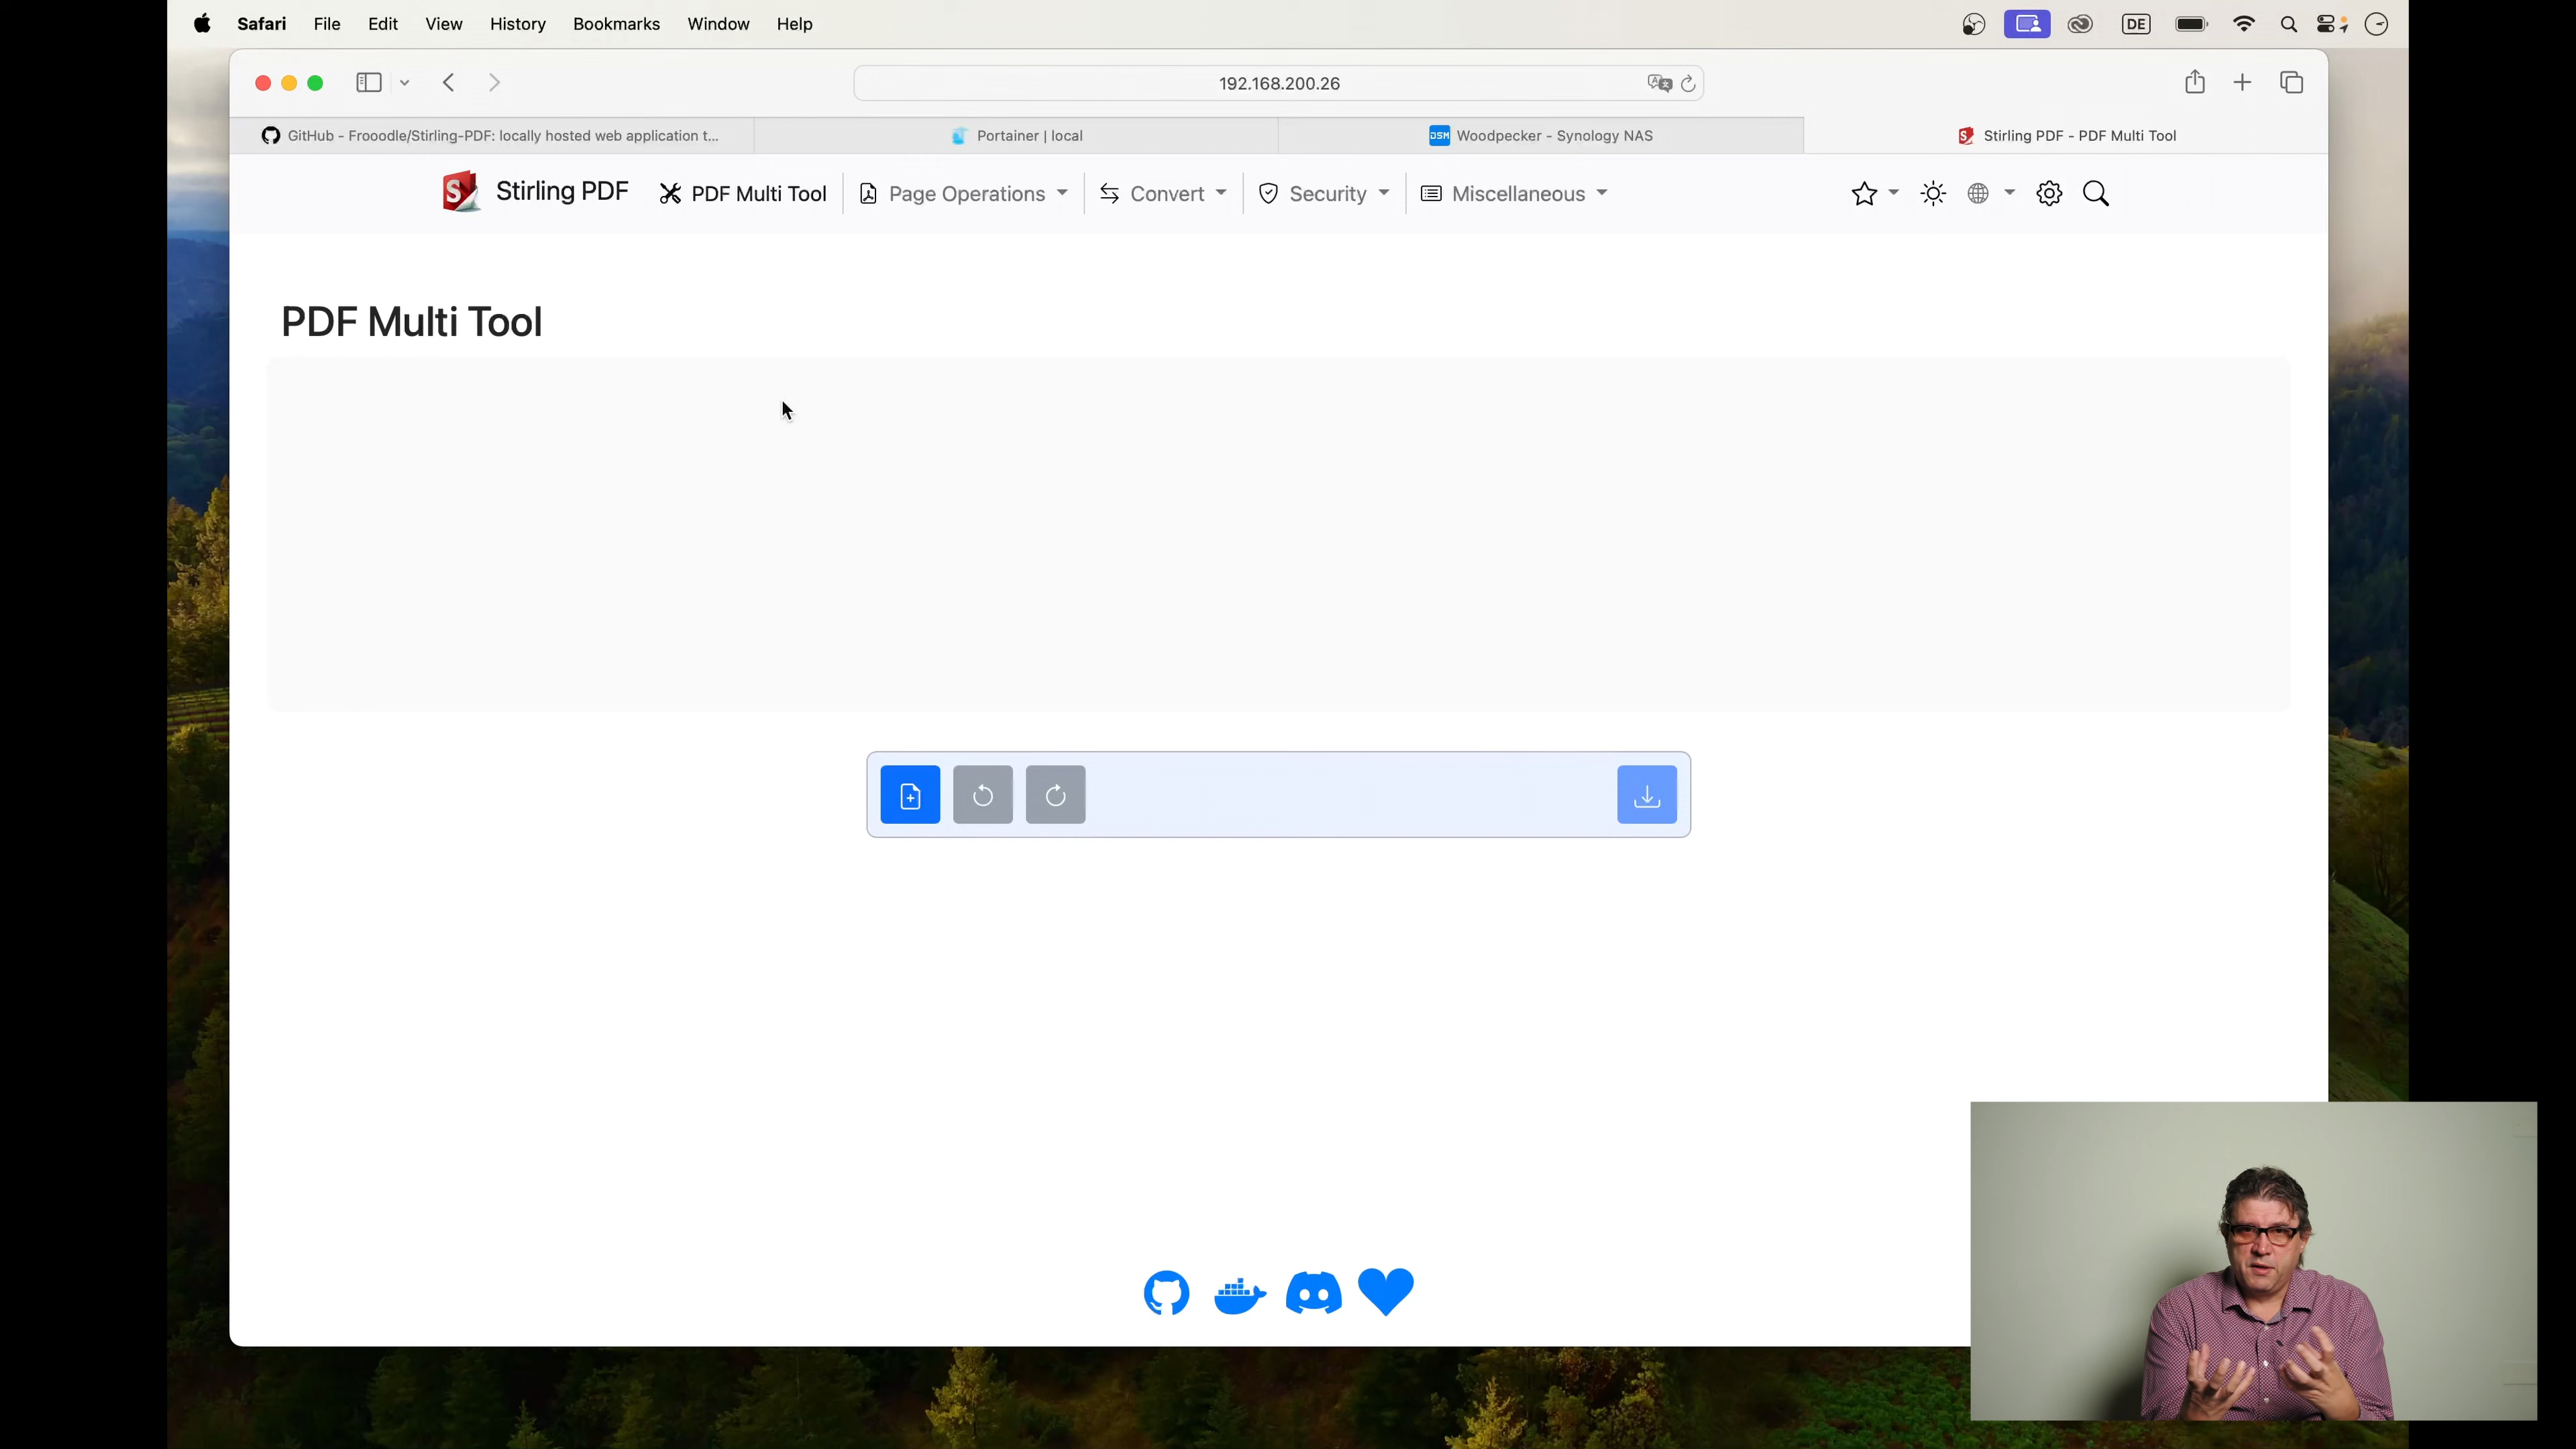 Safari File Edit View History Bookmarks Window Help DE
192.168.200.26
GitHub - Frooodle/Stirling-PDF: locally hosted web application t... Portainer | local DSM Woodpecker - Synology NAS S Stirling PDF - PDF Multi Tool
S Stirling PDF PDF Multi Tool Page Operations Convert Security Miscellaneous
PDF Multi Tool